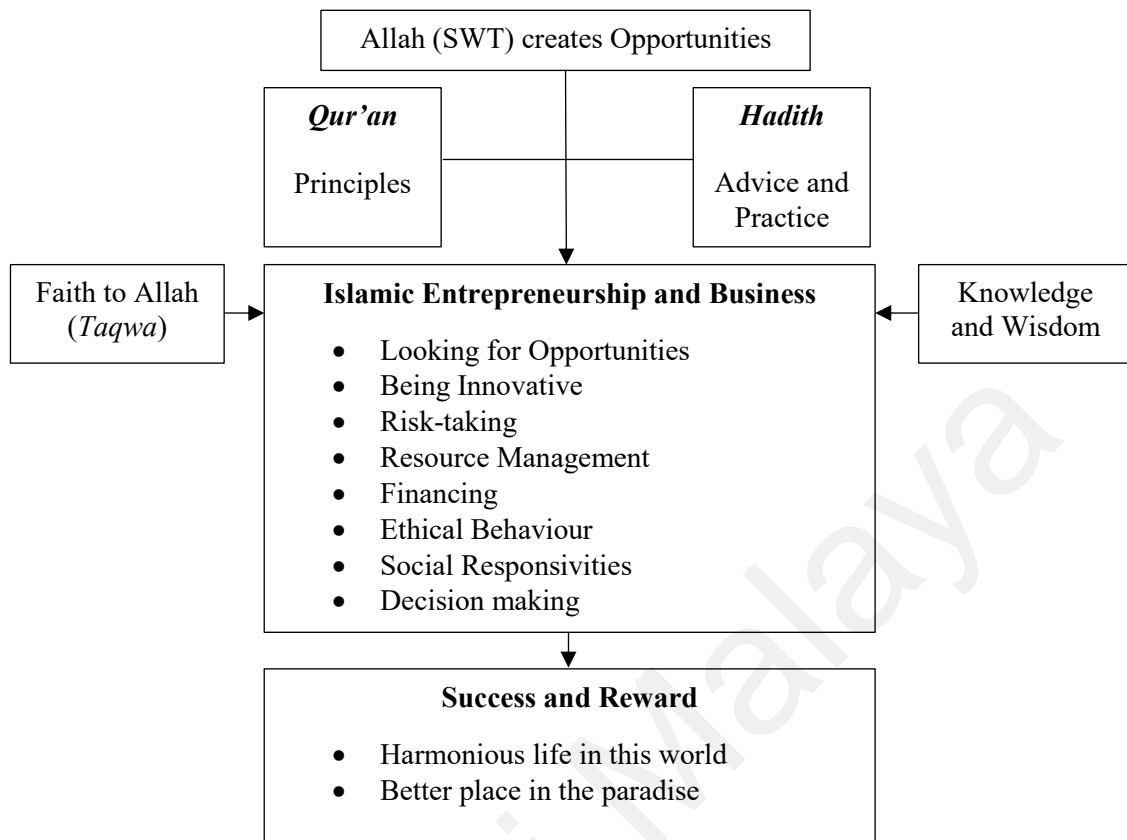 Allah (SWT) creates Opportunities
Qur’an
Principles
Hadith
Advice and
Practice
Faith to Allah
(Taqwa)
Islamic Entrepreneurship and Business
• Looking for Opportunities
• Being Innovative
• Risk-taking
• Resource Management
• Financing
• Ethical Behaviour
• Social Responsivities
• Decision making
Knowledge
and Wisdom
Success and Reward
• Harmonious life in this world
• Better place in the paradise
Malaya